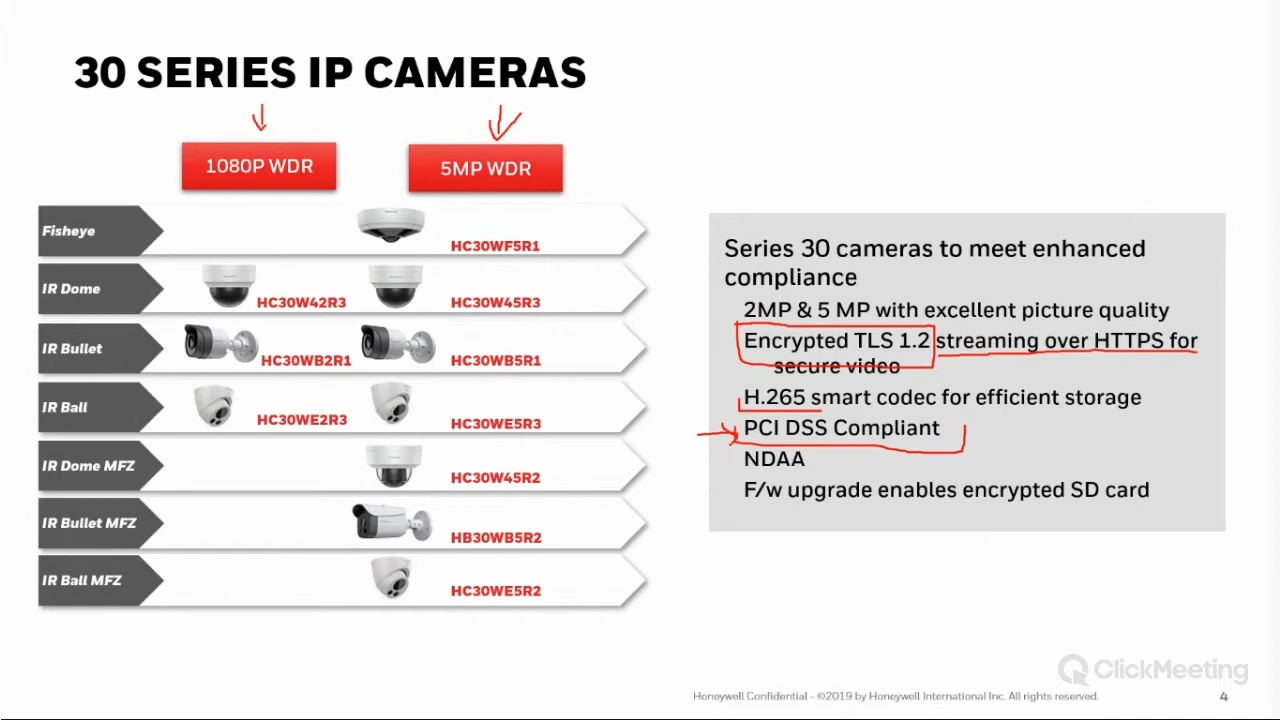 30 SERIES IP CAMERAS
1080P WDR
5MP WDR
Fisheye
HC30WF5R1
IR Dome
HC30W42R3
HC30W45R3
IR Bullet
HC30WB2R1
HC30WB5R1
IR Ball
HC30WE2R3
HC30WE5R3
IR Dome MFZ
HC30W45R2
IR Bullet MFZ
HB30WB5R2
IR Ball MFZ
HC30WE5R2
Series 30 cameras to meet enhanced
compliance
2MP & 5 MP with excellent picture quality
Encrypted TLS 1.2 streaming over HTTPS for
secure video
H.265 smart codec for efficient storage
PCI DSS Compliant
NDAA
F/w upgrade enables encrypted SD card
ClickMeeting
Honeywell Confidential - ©2019 by Honeywell International Inc. All rights reserved.
4